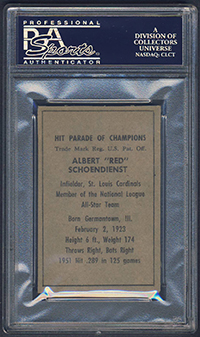 PROFESSIONAL
PSA
Sports
AUTHENTICATOR
A
DIVISION OF
COLLECTORS
UNIVERSE
NASDAQ: CLCT
HIT PARADE OF CHAMPIONS
Trade Mark Reg. U.S. Pat. Off.
ALBERT "RED"
SCHOENDIENST
Infielder, St. Louis Cardinals
Member of the National League
All-Star Team
Born Germantown, Ill.
February 2, 1923
Height 6 ft., Weight 174
Throws Right, Bats Right
1951 Hit .289 in 135 games